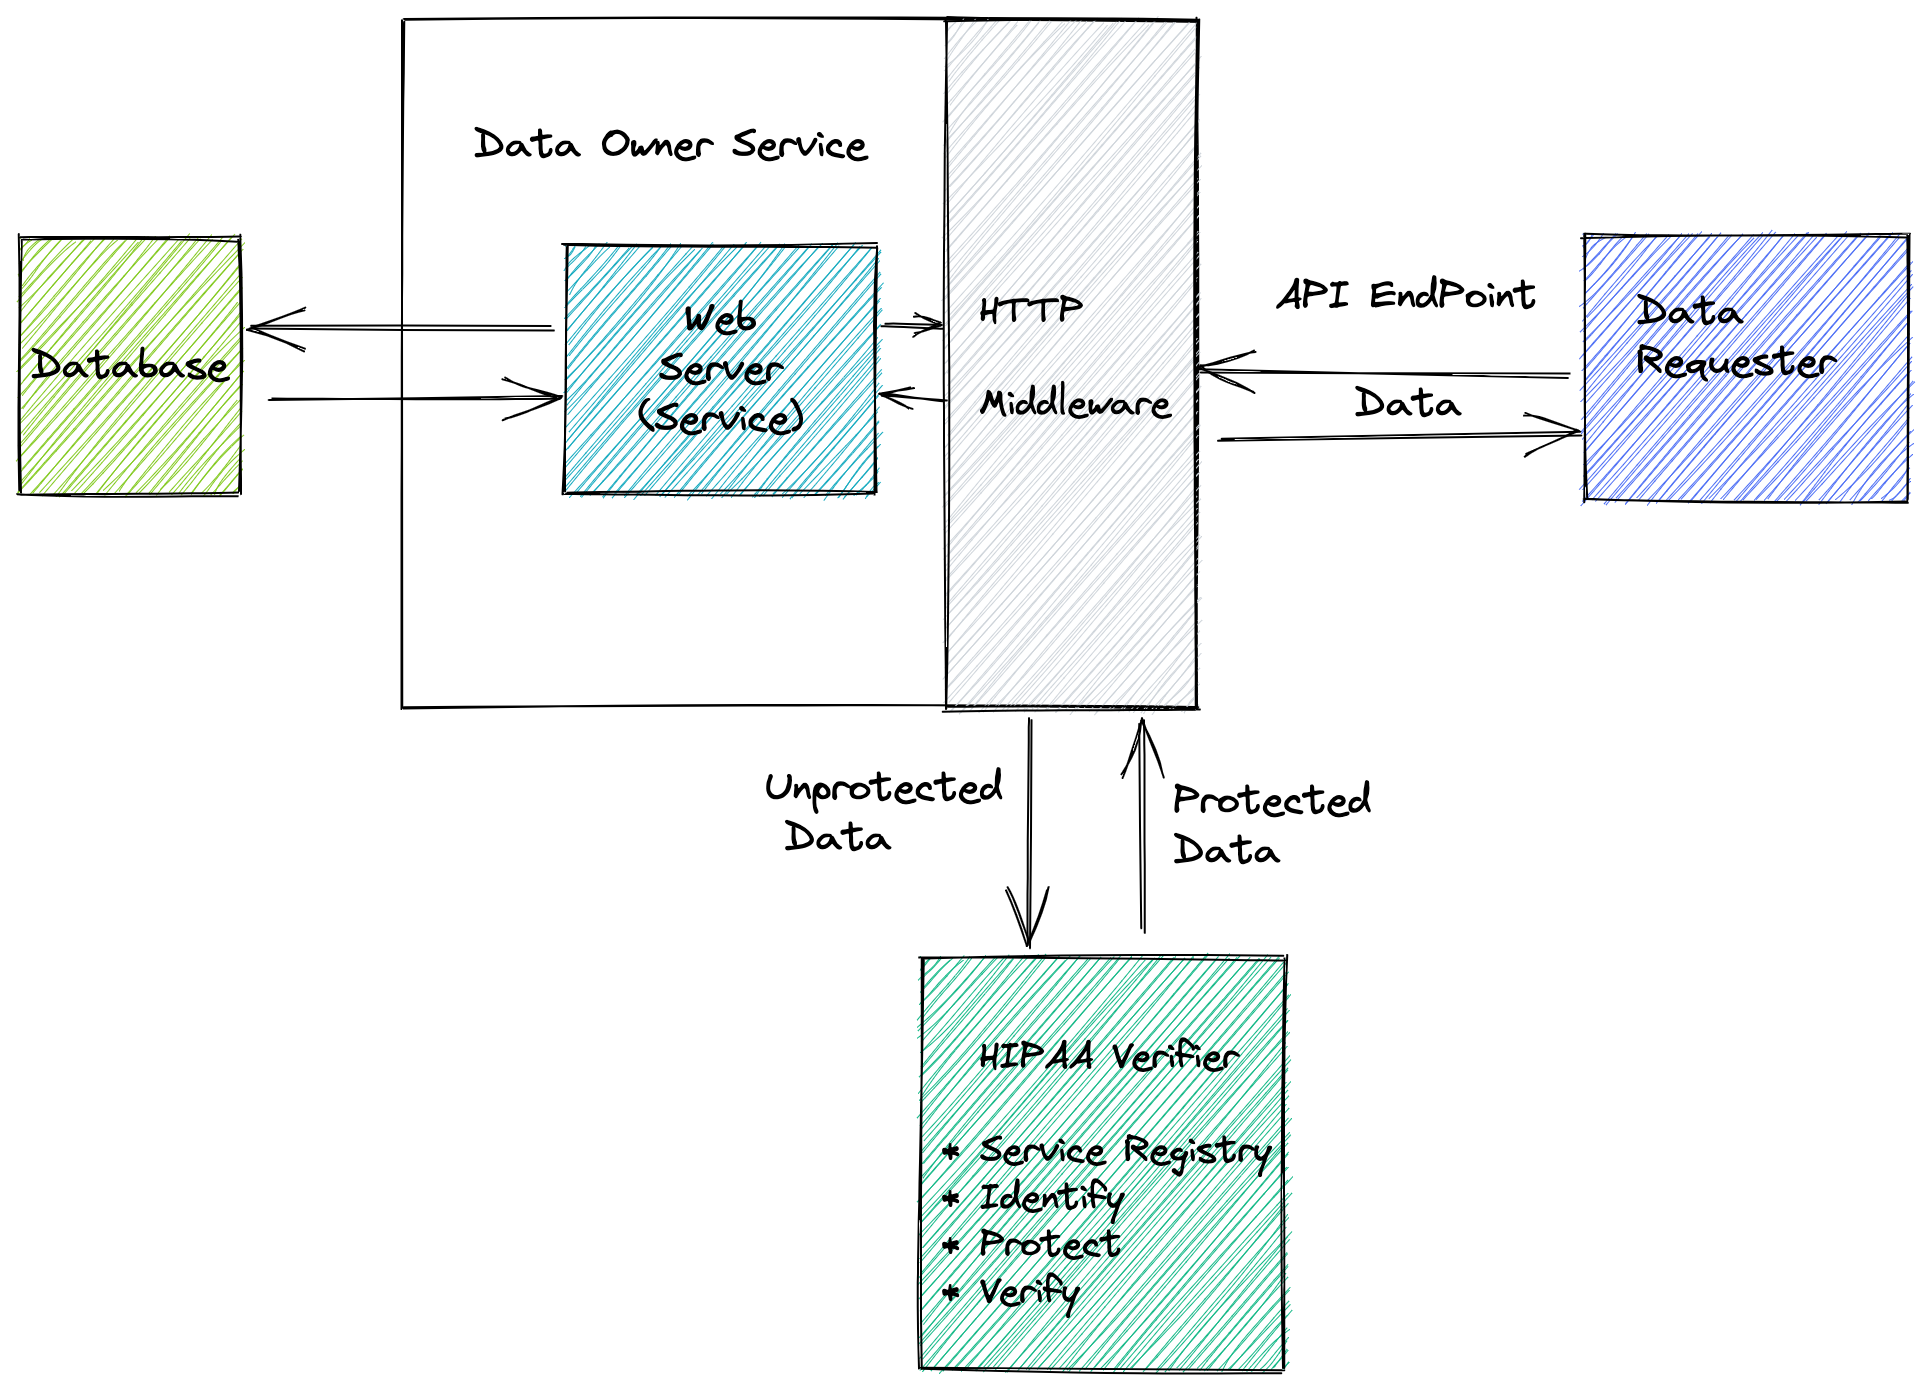 Data Owner Service
Database
Web
Server
(Service)
HTTP
Middleware
API EndPoint
Data
Data
Requester
Unprotected
Data
Protected
Data
HIPAA Verifier
* Service Registry
* Identify
* Protect
* Verify